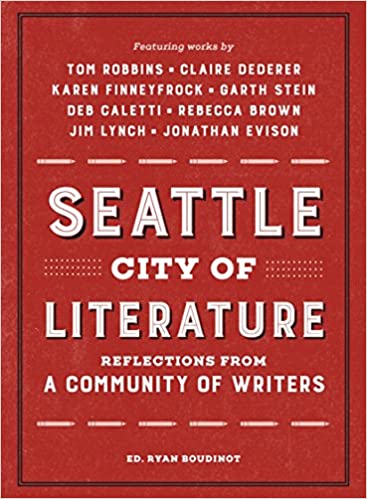 Featuring works by
TOM ROBBINS • CLAIRE DEDERER
KAREN FINNEYFROCK • GARTH STEIN
DEB CALETTI • REBECCA BROWN
JIM LYNCH • JONATHAN EVISON
SEATTLE
CITY OF
LITERATURE
REFLECTIONS FROM
A COMMUNITY OF WRITERS
ED. RYAN BOUDINOT